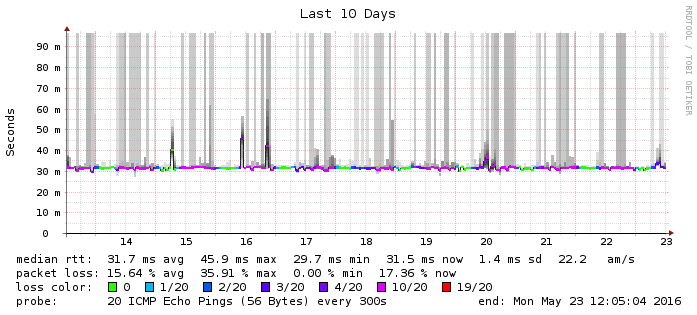 Last 10 Days
RRDTOOL / TOBI OETIKER
Seconds
90 m
80 m
70 m
60 m
50 m
40 m
30 m
20 m
10 m
0
14 15 16 17 18 19 20 21 22 23
median rtt: 31.7 ms avg 45.9 ms max 29.7 ms min 31.5 ms now 1.4 ms sd 22.2 am/s
packet loss: 15.64 % avg 35.91 % max 0.00 % min 17.36 % now
loss color: 0 1/20 2/20 3/20 4/20 10/20 19/20
probe: 20 ICMP Echo Pings (56 Bytes) every 300s end: Mon May 23 12:05:04 2016